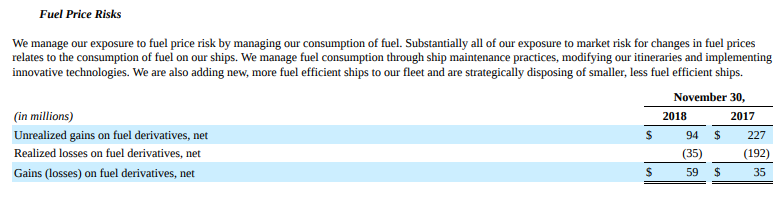 Fuel Price Risks
We manage our exposure to fuel price risk by managing our consumption of fuel. Substantially all of our exposure to market risk for changes in fuel prices
relates to the consumption of fuel on our ships. We manage fuel consumption through ship maintenance practices, modifying our itineraries and implementing
innovative technologies. We are also adding new, more fuel efficient ships to our fleet and are strategically disposing of smaller, less fuel efficient ships.
November 30,
(in millions) 2018 2017
Unrealized gains on fuel derivatives, net $ 94 $ 227
Realized losses on fuel derivatives, net (35) (192)
Gains (losses) on fuel derivatives, net $ 59 $ 35